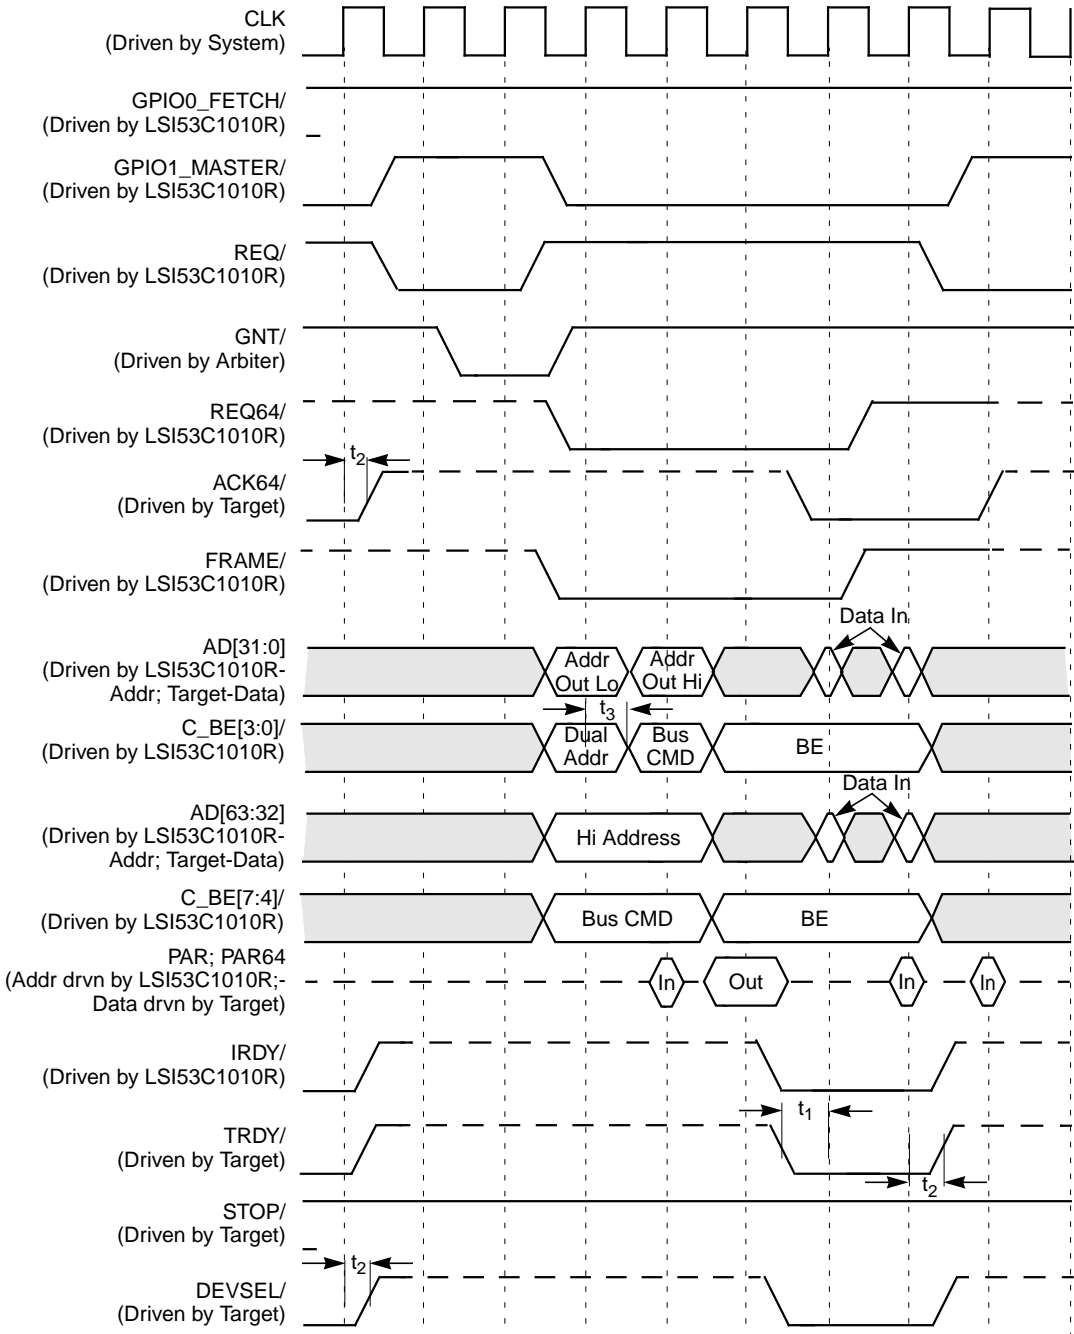 CLK
(Driven by System)
GPIO0_FETCH/
(Driven by LSI53C1010R)
GPIO1_MASTER/
(Driven by LSI53C1010R)
REQ/
(Driven by LSI53C1010R)
GNT/
(Driven by Arbiter)
REQ64/
(Driven by LSI53C1010R)
t2
ACK64/
(Driven by Target)
FRAME/
(Driven by LSI53C1010R)
Data In
AD[31:0]
(Driven by LSI53C1010R-
Addr; Target-Data)
Addr
Out Lo
Addr
Out Hi
t3
C_BE[3:0]/
(Driven by LSI53C1010R)
Dual
Addr
Bus
CMD
BE
Data In
AD[63:32]
(Driven by LSI53C1010R-
Addr; Target-Data)
Hi Address
C_BE[7:4]/
(Driven by LSI53C1010R)
Bus CMD
BE
PAR; PAR64
(Addr drvn by LSI53C1010R;-
Data drvn by Target)
In
Out
In
In
IRDY/
(Driven by LSI53C1010R)
t1
TRDY/
(Driven by Target)
t2
STOP/
(Driven by Target)
t2
DEVSEL/
(Driven by Target)